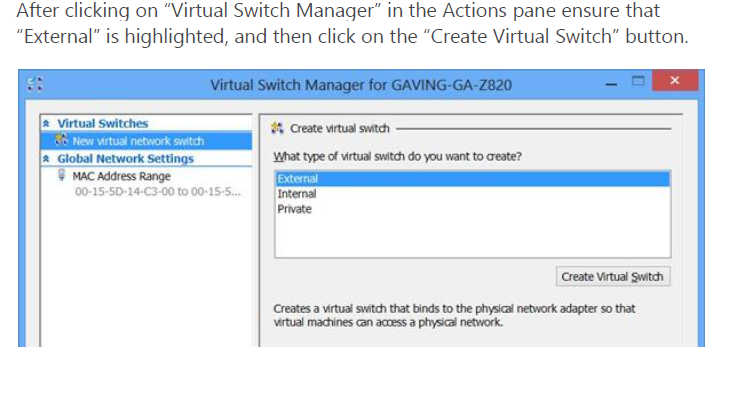 After clicking on “Virtual Switch Manager” in the Actions pane ensure that
“External” is highlighted, and then click on the “Create Virtual Switch” button.
Virtual Switch Manager for GAVING-GA-Z820
Virtual Switches
New virtual network switch
Global Network Settings
MAC Address Range
00-15-5D-14-C3-00 to 00-15-5...
Create virtual switch
What type of virtual switch do you want to create?
External
Internal
Private
Create Virtual Switch
Creates a virtual switch that binds to the physical network adapter so that
virtual machines can access a physical network.